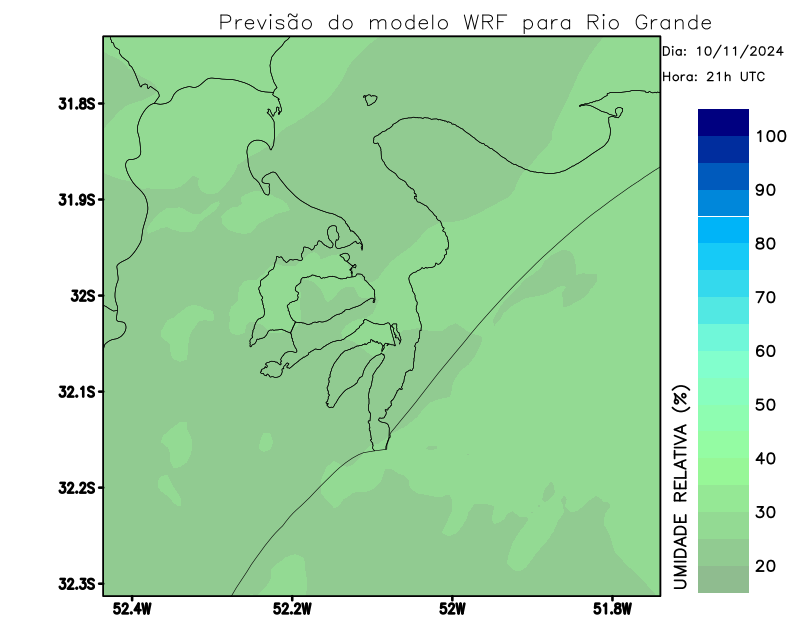 Previsão do modelo WRF para Rio Grande
Dia: 10/11/2024
Hora: 21h UTC
31.8S
31.9S
32S
32.1S
32.2S
32.3S
52.4W
52.2W
52W
51.8W
100
90
80
70
60
50
40
30
20
UMIDADE RELATIVA (%)